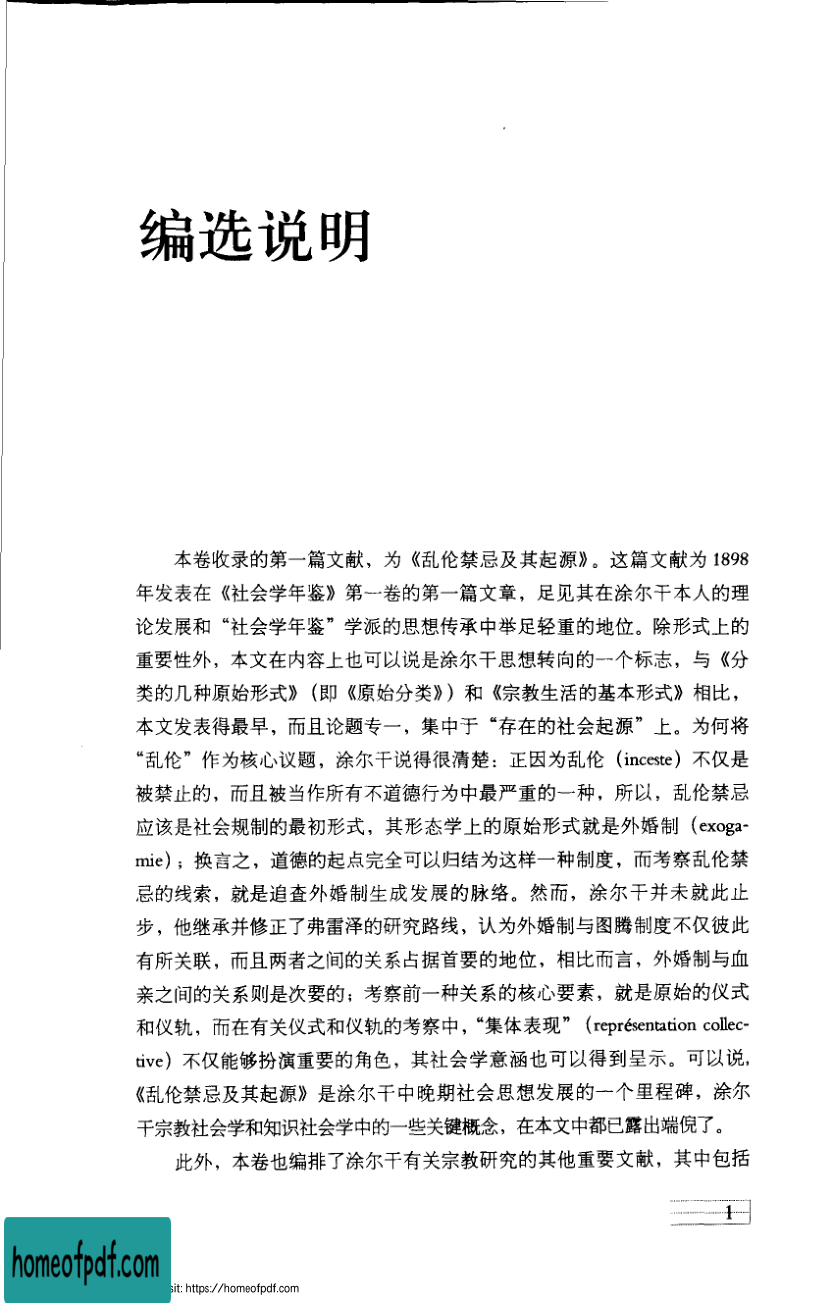 编选说明
本卷收录的第一篇文献，为《乱伦禁忌及其起源》。这篇文献为 1898
年发表在《社会学年鉴》第一卷的第一篇文章，足见其在涂尔干本人的理
论发展和“社会学年鉴”学派的思想传承中举足轻重的地位。除形式上的
重要性外，本文在内容上也可以说是涂尔干思想转向的一个标志，与《分
类的几种原始形式》（即《原始分类》）和《宗教生活的基本形式》相比，
本文发表得最早，而且论题专一，集中于“存在的社会起源”上。为何将
“乱伦”作为核心议题，涂尔干说得很清楚：正因为乱伦（inceste）不仅是
被禁止的，而且被当作所有不道德行为中最严重的一种，所以，乱伦禁忌
应该是社会规制的最初形式，其形态学上的原始形式就是外婚制（exoga-
mie）；换言之，道德的起点完全可以归结为这样一种制度，而考察乱伦禁
忌的线索，就是追查外婚制生成发展的脉络。然而，涂尔干并未就此止
步，他继承并修正了弗雷泽的研究路线，认为外婚制与图腾制度不仅彼此
有所关联，而且两者之间的关系占据首要的地位，相比而言，外婚制与血
亲之间的关系则是次要的；考察前一种关系的核心要素，就是原始的仪式
和仪轨，而在有关仪式和仪轨的考察中，“集体表现”（représentation collec-
tive）不仅能够扮演重要的角色，其社会学意涵也可以得到呈示。可以说，
《乱伦禁忌及其起源》是涂尔干中晚期社会思想发展的一个里程碑，涂尔
干宗教社会学和知识社会学中的一些关键概念，在本文中都已露出端倪了。
此外，本卷也编排了涂尔干有关宗教研究的其他重要文献，其中包括
1
homeofpdf.com
sit: https://homeofpdf.com